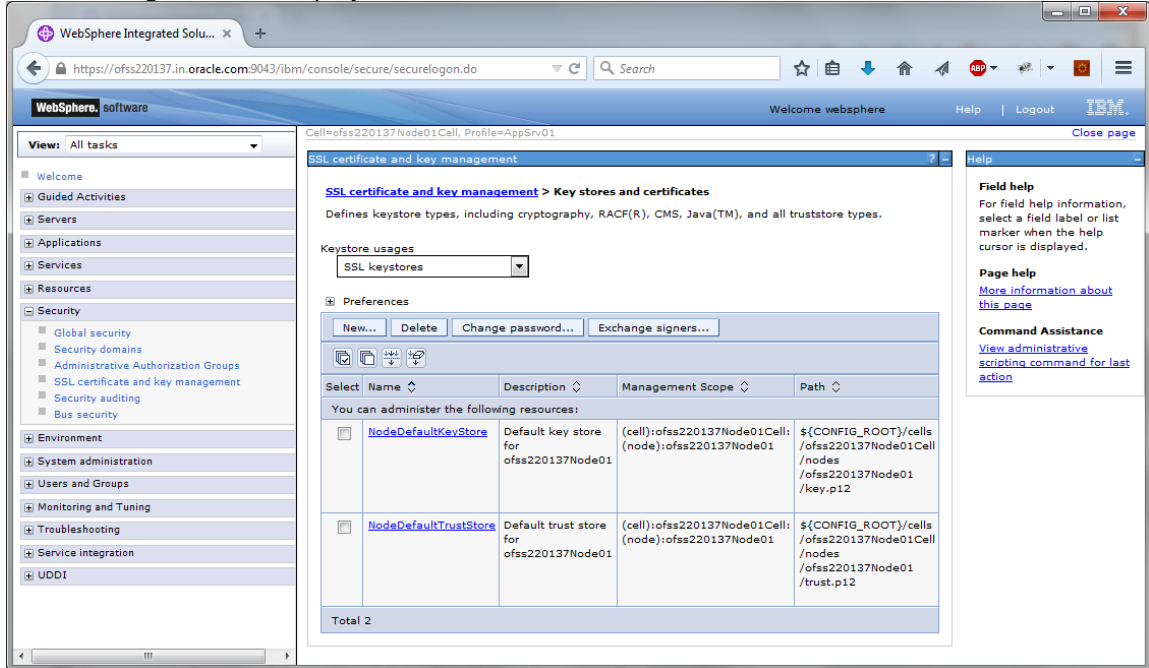 WebSphere Integrated Solu...
https://ofss220137.in.oracle.com:9043/ibm/console/secure/securelogon.do
Search
ABP
WebSphere. software
Welcome websphere
Help | Logout
IBM.
Cell=ofss220137Node01Cell, Profile=AppSrv01
Close page
View: All tasks
Welcome
Guided Activities
Servers
Applications
Services
Resources
Security
Global security
Security domains
Administrative Authorization Groups
SSL certificate and key management
Security auditing
Bus security
Environment
System administration
Users and Groups
Monitoring and Tuning
Troubleshooting
Service integration
UDDI
SSL certificate and key management
SSL certificate and key management > Key stores and certificates
Defines keystore types, including cryptography, RACF(R), CMS, Java(TM), and all truststore types.
Keystore usages
SSL keystores
Preferences
New... Delete Change password... Exchange signers...
Select Name Description Management Scope Path
You can administer the following resources:
NodeDefaultKeyStore
Default key store
for
ofss220137Node01
(cell):ofss220137Node01Cell:
(node):ofss220137Node01
${CONFIG_ROOT}/cells
/ofss220137Node01Cell
/nodes
/ofss220137Node01
/key.p12
NodeDefaultTrustStore
Default trust store
for
ofss220137Node01
(cell):ofss220137Node01Cell:
(node):ofss220137Node01
${CONFIG_ROOT}/cells
/ofss220137Node01Cell
/nodes
/ofss220137Node01
/trust.p12
Total 2
Help
Field help
For field help information,
select a field label or list
marker when the help
cursor is displayed.
Page help
More information about
this page
Command Assistance
View administrative
scripting command for last
action